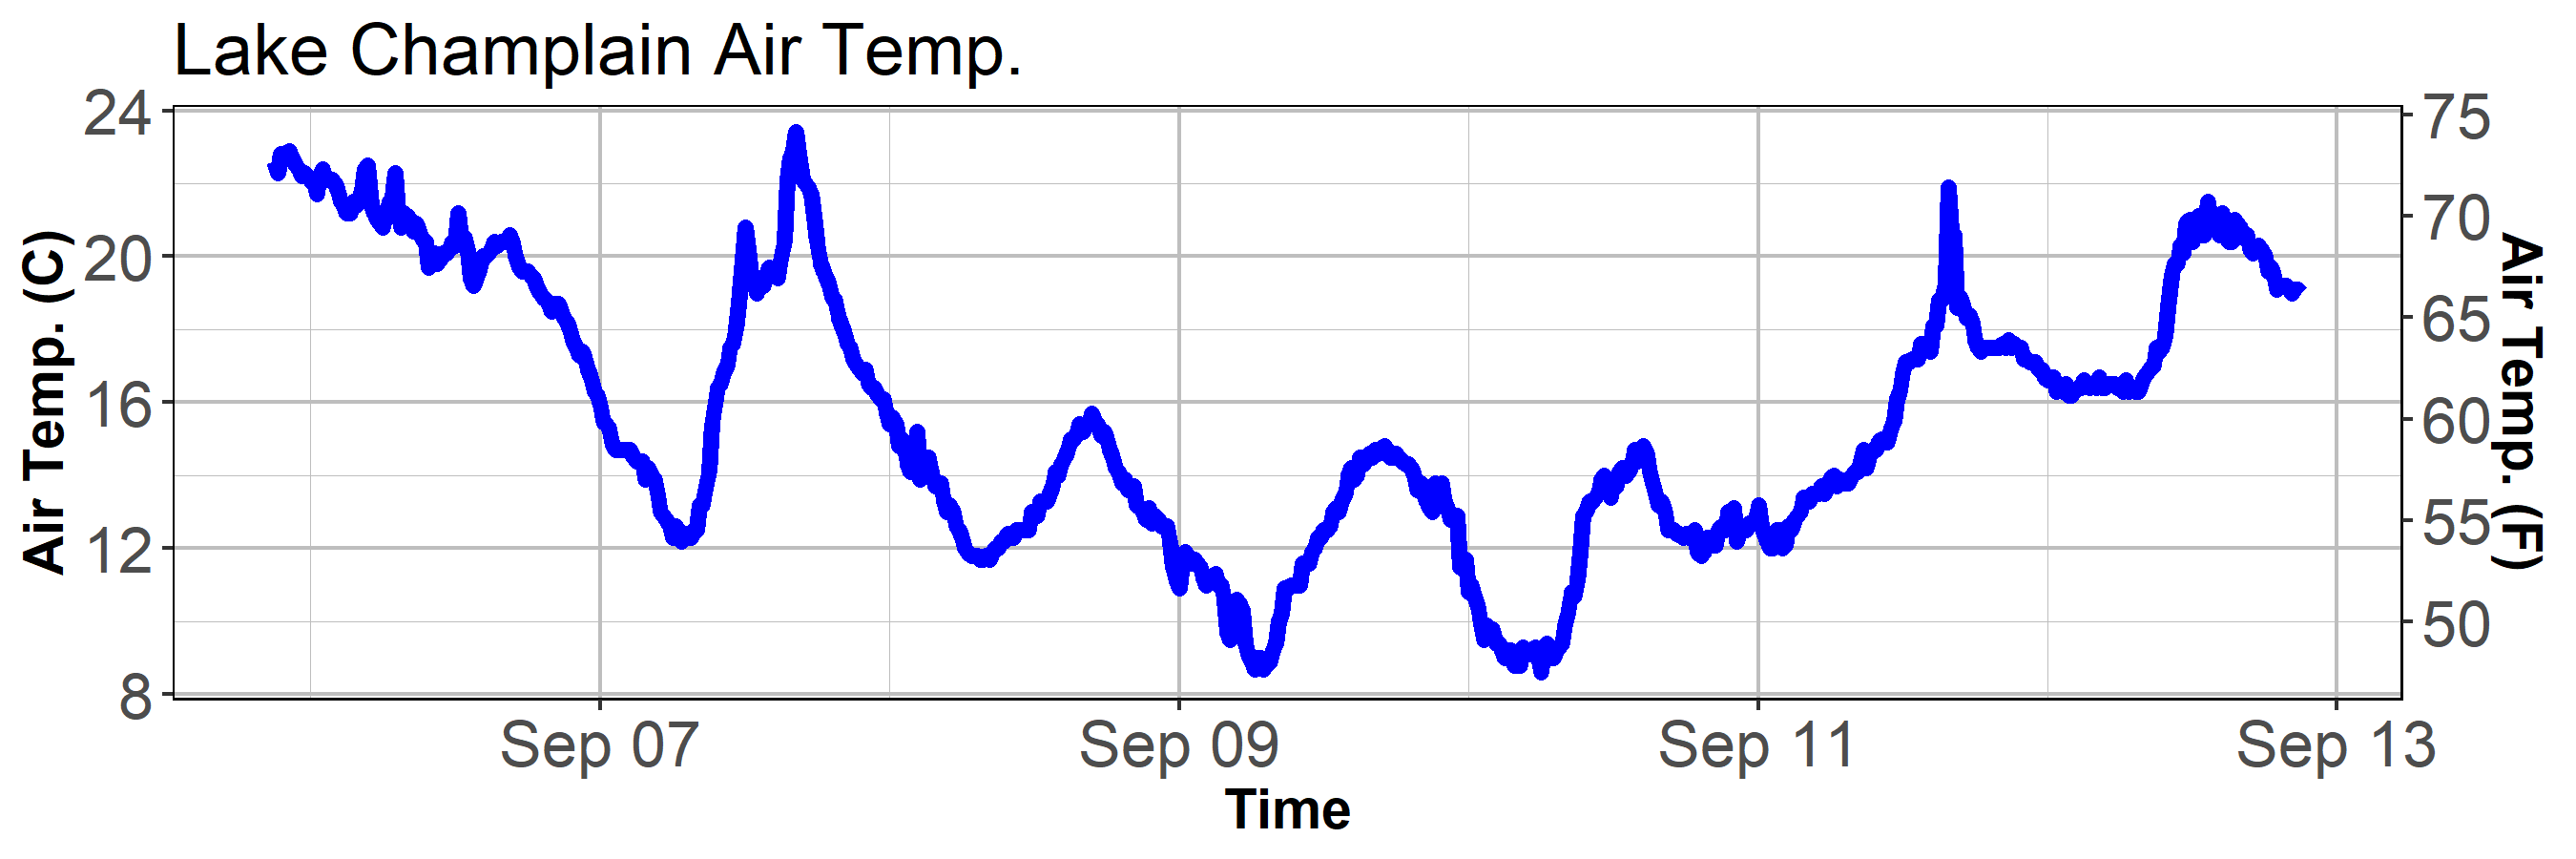 Lake Champlain Air Temp.
24
20
16
12
8
Air Temp. (C)
75
70
65
60
55
50
Air Temp. (F)
Sep 07
Sep 09
Sep 11
Sep 13
Time